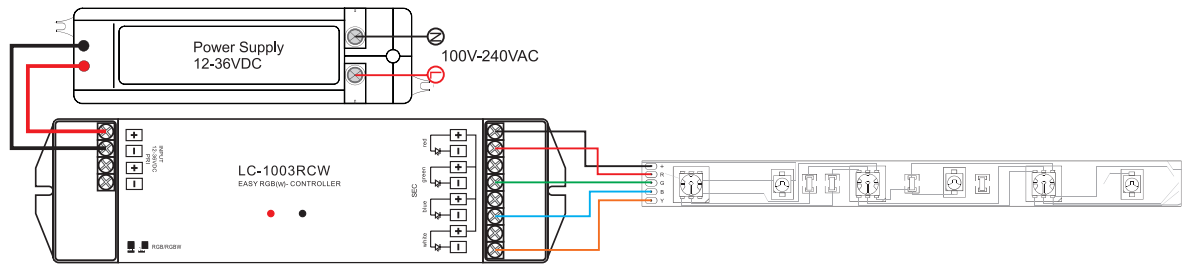 Power Supply
12-36VDC
N
100V-240VAC
L
+
−
+
−
INPUT
12-36VDC
PRI
LC-1003RCW
EASY RGB(w)- CONTROLLER
RGB/RGBW
red
+
−
green
+
−
SEC
blue
+
−
white
+
−
+
R
G
B
Y